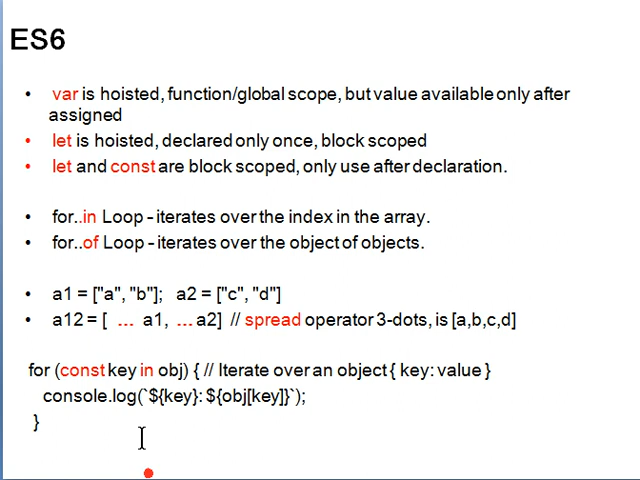 ES6
• var is hoisted, function/global scope, but value available only after
assigned
• let is hoisted, declared only once, block scoped
• let and const are block scoped, only use after declaration.
• for..in Loop - iterates over the index in the array.
• for..of Loop - iterates over the object of objects.
• a1 = ["a", "b"]; a2 = ["c", "d"]
• a12 = [ ... a1, ... a2] // spread operator 3-dots, is [a,b,c,d]
for (const key in obj) { // Iterate over an object { key: value }
console.log(`${key}: ${obj[key]}`);
}